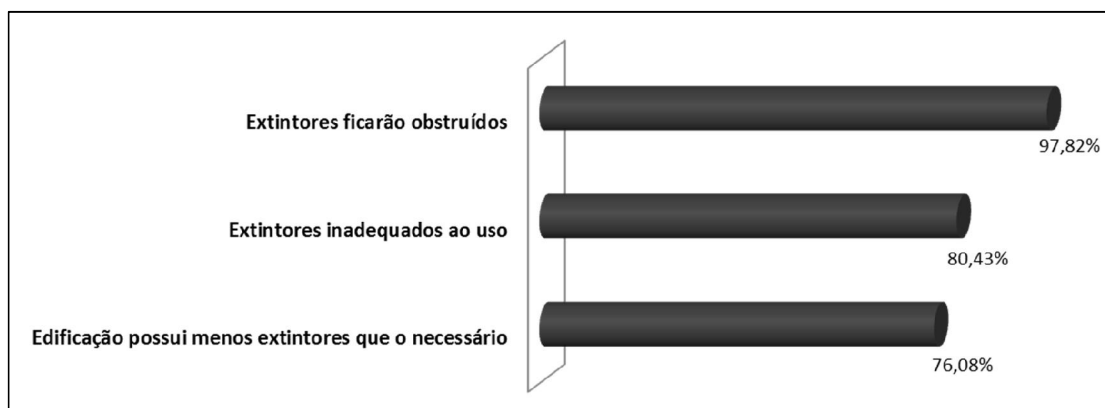 Extintores ficarão obstruídos
97,82%
Extintores inadequados ao uso
80,43%
Edificação possui menos extintores que o necessário
76,08%